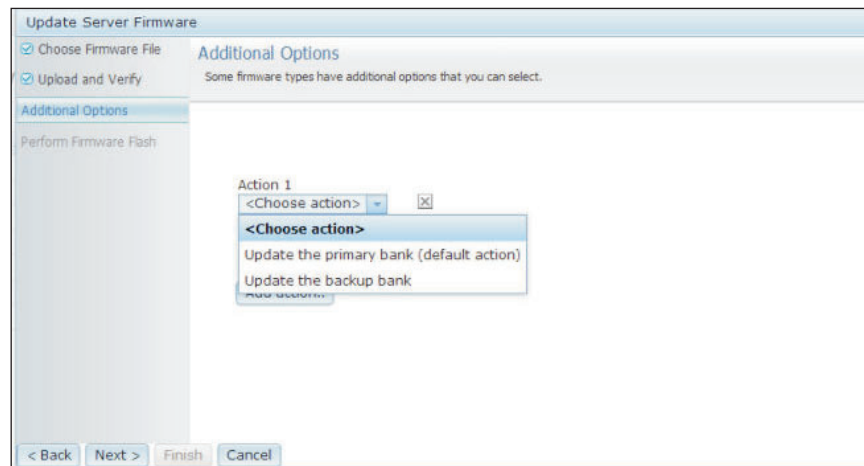 Update Server Firmware
Choose Firmware File
Upload and Verify
Additional Options
Perform Firmware Flash
Additional Options
Some firmware types have additional options that you can select.
Action 1
<Choose action>
<Choose action>
Update the primary bank (default action)
Update the backup bank
Add action..
< Back
Next >
Finish
Cancel